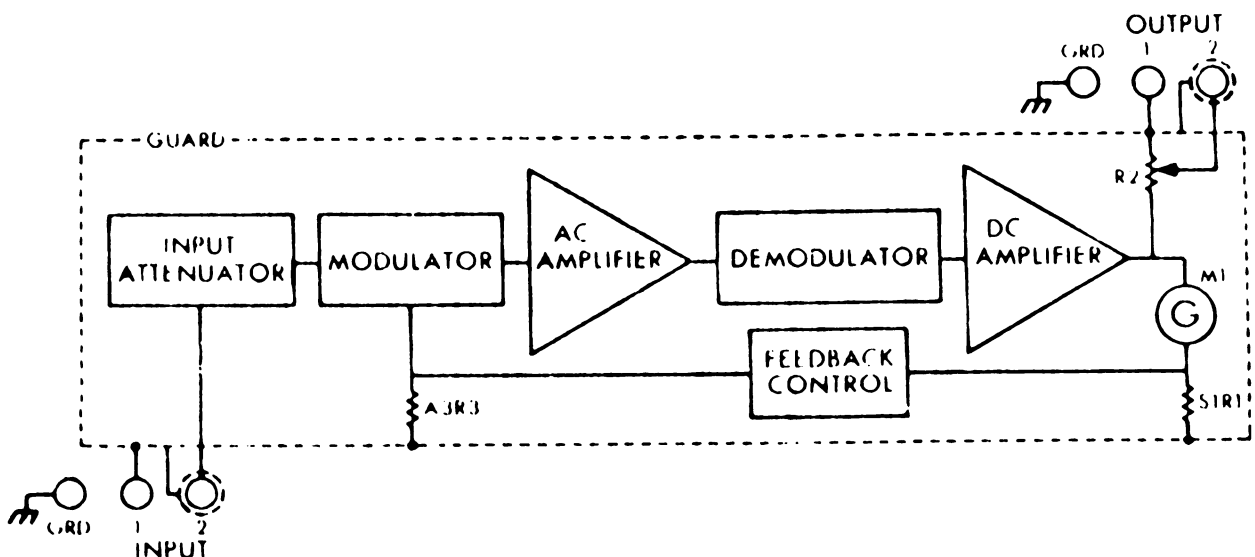 OUTPUT
GRD 1 2
GUARD
R2
INPUT
ATTENUATOR
MODULATOR
AC
AMPLIFIER
DEMODULATOR
DC
AMPLIFIER
M1
G
FEEDBACK
CONTROL
A3R3
S1R1
GRD 1 2
INPUT